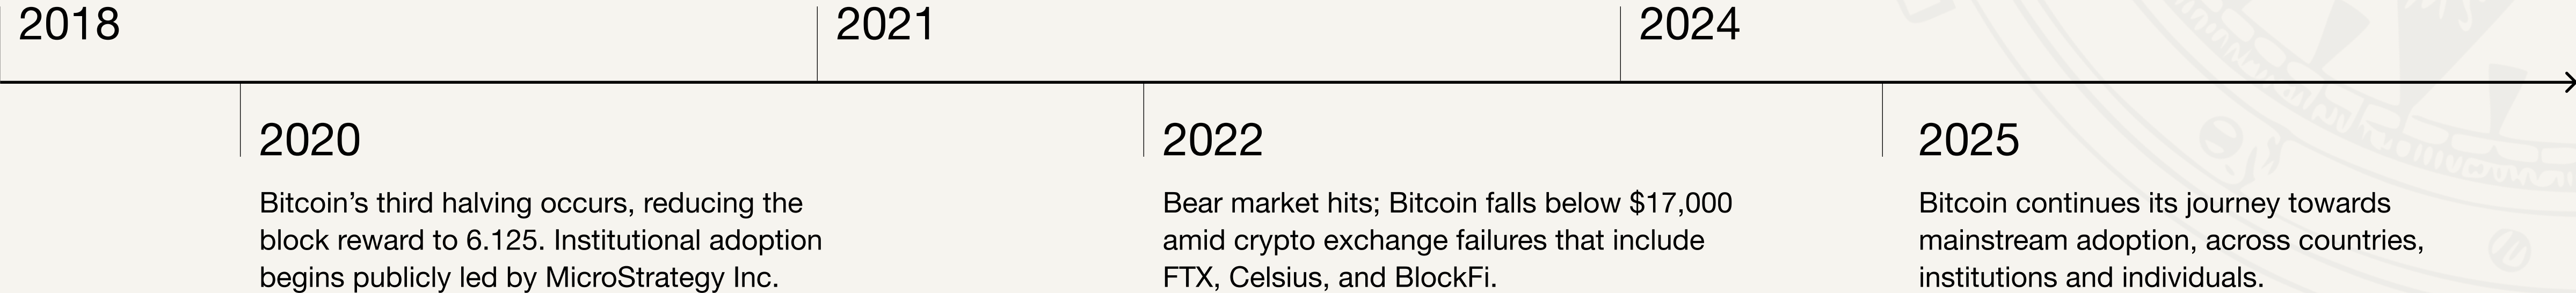 2018
2021
2024
2020
Bitcoin’s third halving occurs, reducing the
block reward to 6.125. Institutional adoption
begins publicly led by MicroStrategy Inc.
2022
Bear market hits; Bitcoin falls below $17,000
amid crypto exchange failures that include
FTX, Celsius, and BlockFi.
2025
Bitcoin continues its journey towards
mainstream adoption, across countries,
institutions and individuals.